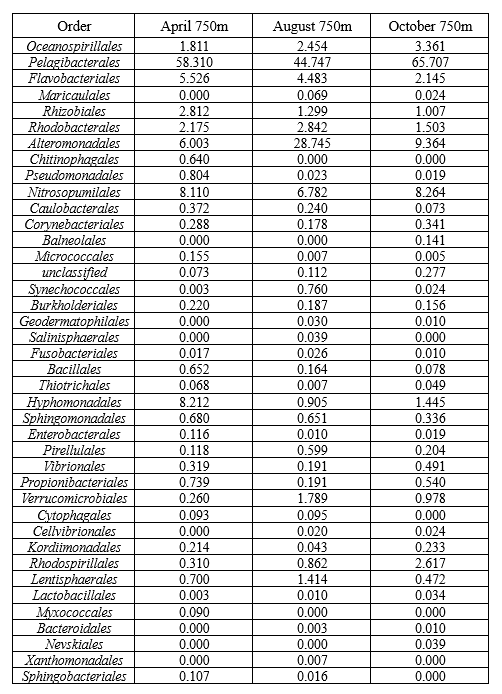 Order April 750m August 750m October 750m
Oceanospirillales 1.811 2.454 3.361
Pelagibacterales 58.310 44.747 65.707
Flavobacteriales 5.526 4.483 2.145
Maricaulales 0.000 0.069 0.024
Rhizobiales 2.812 1.299 1.007
Rhodobacterales 2.175 2.842 1.503
Alteromonadales 6.003 28.745 9.364
Chitinophagales 0.640 0.000 0.000
Pseudomonadales 0.804 0.023 0.019
Nitrosopumilales 8.110 6.782 8.264
Caulobacterales 0.372 0.240 0.073
Corynebacteriales 0.288 0.178 0.341
Balneolales 0.000 0.000 0.141
Micrococcales 0.155 0.007 0.005
unclassified 0.073 0.112 0.277
Synechococcales 0.003 0.760 0.024
Burkholderiales 0.220 0.187 0.156
Geodermatophilales 0.000 0.030 0.010
Salinisphaerales 0.000 0.039 0.000
Fusobacteriales 0.017 0.026 0.010
Bacillales 0.652 0.164 0.078
Thiotrichales 0.068 0.007 0.049
Hyphomonadales 8.212 0.905 1.445
Sphingomonadales 0.680 0.651 0.336
Enterobacterales 0.116 0.010 0.019
Pirellulales 0.118 0.599 0.204
Vibrionales 0.319 0.191 0.491
Propionibacteriales 0.739 0.191 0.540
Verrucomicrobiales 0.260 1.789 0.978
Cytophagales 0.093 0.095 0.000
Cellvibrionales 0.000 0.020 0.024
Kordiimonadales 0.214 0.043 0.233
Rhodospirillales 0.310 0.862 2.617
Lentisphaerales 0.700 1.414 0.472
Lactobacillales 0.003 0.010 0.034
Myxococcales 0.090 0.000 0.000
Bacteroidales 0.000 0.003 0.010
Nevskiales 0.000 0.000 0.039
Xanthomonadales 0.000 0.007 0.000
Sphingobacteriales 0.107 0.016 0.000